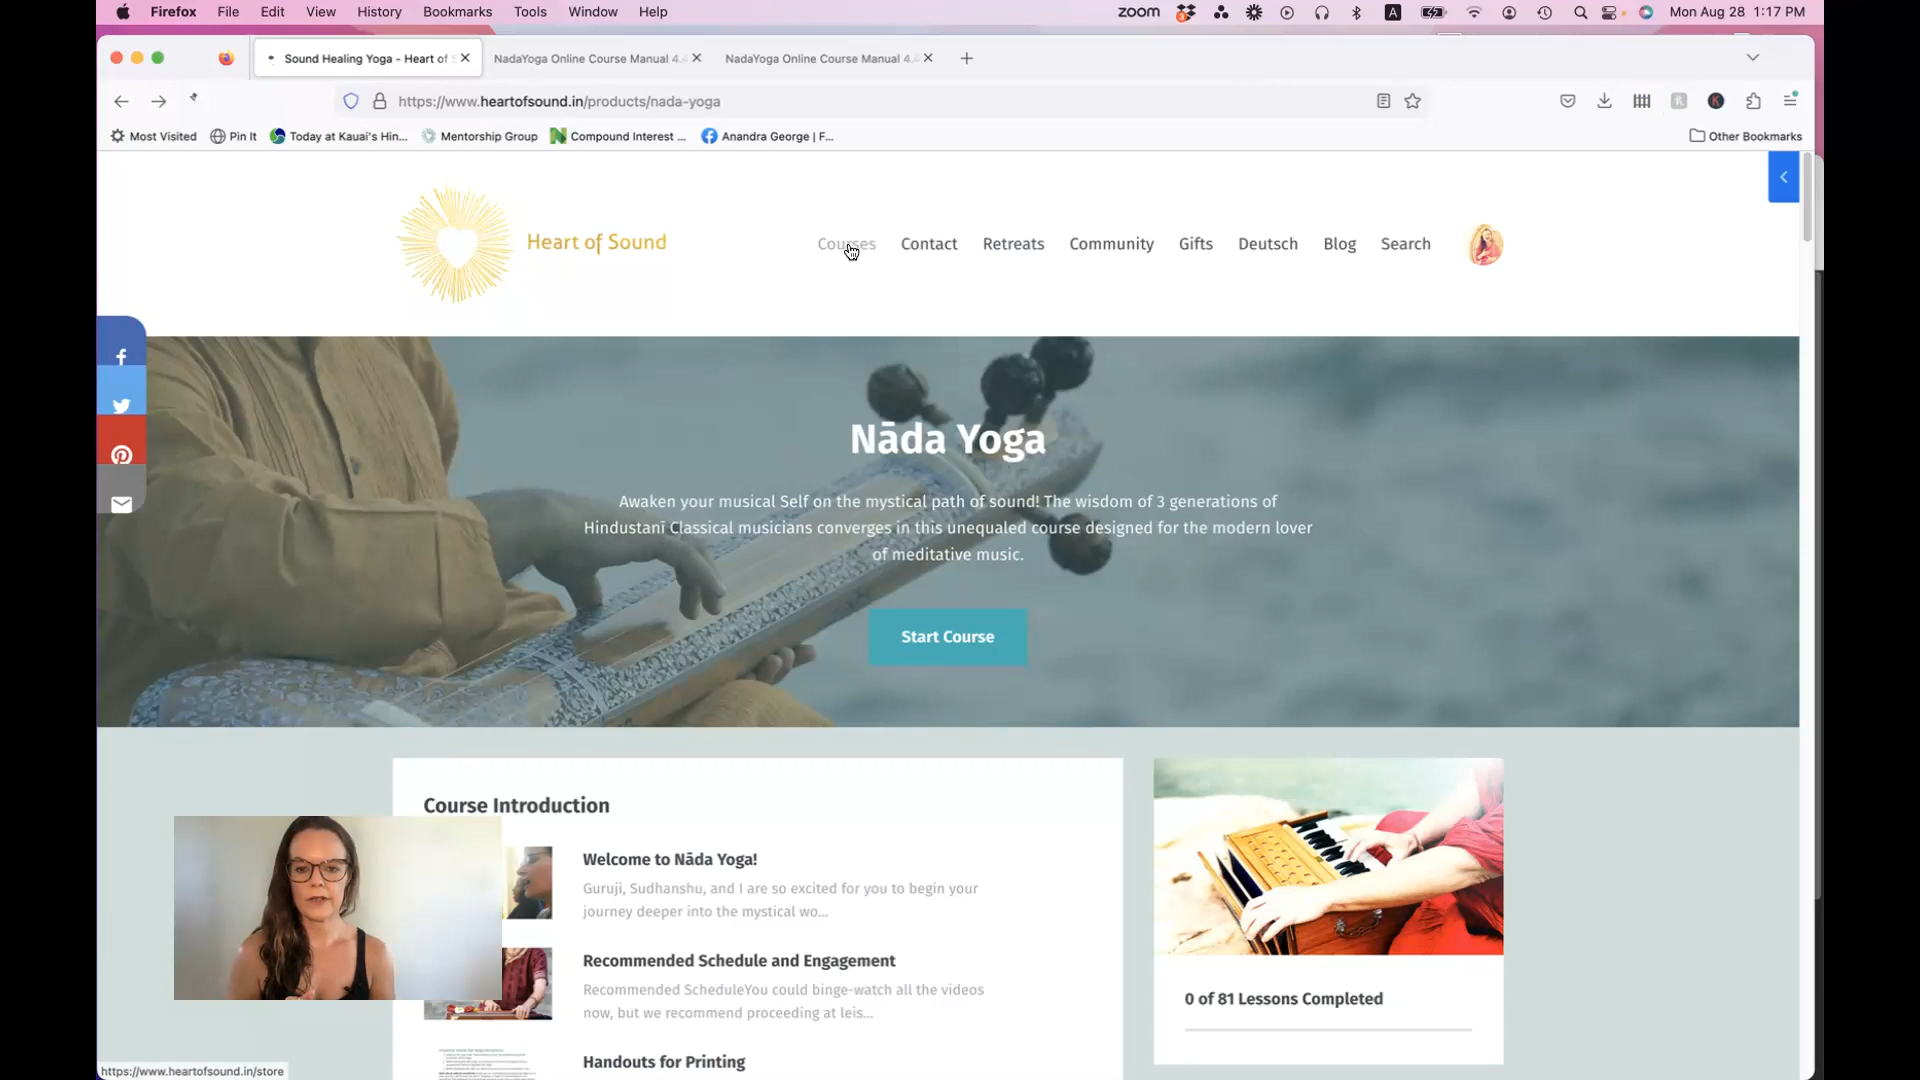 Firefox File Edit View History Bookmarks Tools Window Help
zoom 3 A Mon Aug 28 1:17 PM
Sound Healing Yoga - Heart of
NadaYoga Online Course Manual 4.
NadaYoga Online Course Manual 4.
https://www.heartofsound.in/products/nada-yoga
K
Most Visited
Pin It
Today at Kauai's Hin...
Mentorship Group
Compound Interest ...
Anandra George | F...
Other Bookmarks
Heart of Sound
Courses
Contact
Retreats
Community
Gifts
Deutsch
Blog
Search
Nāda Yoga
Awaken your musical Self on the mystical path of sound! The wisdom of 3 generations of
Hindustanī Classical musicians converges in this unequaled course designed for the modern lover
of meditative music.
Start Course
Course Introduction
Welcome to Nāda Yoga!
Guruji, Sudhanshu, and I are so excited for you to begin your
journey deeper into the mystical wo...
Recommended Schedule and Engagement
Recommended ScheduleYou could binge-watch all the videos
now, but we recommend proceeding at leis...
Handouts for Printing
0 of 81 Lessons Completed
https://www.heartofsound.in/store